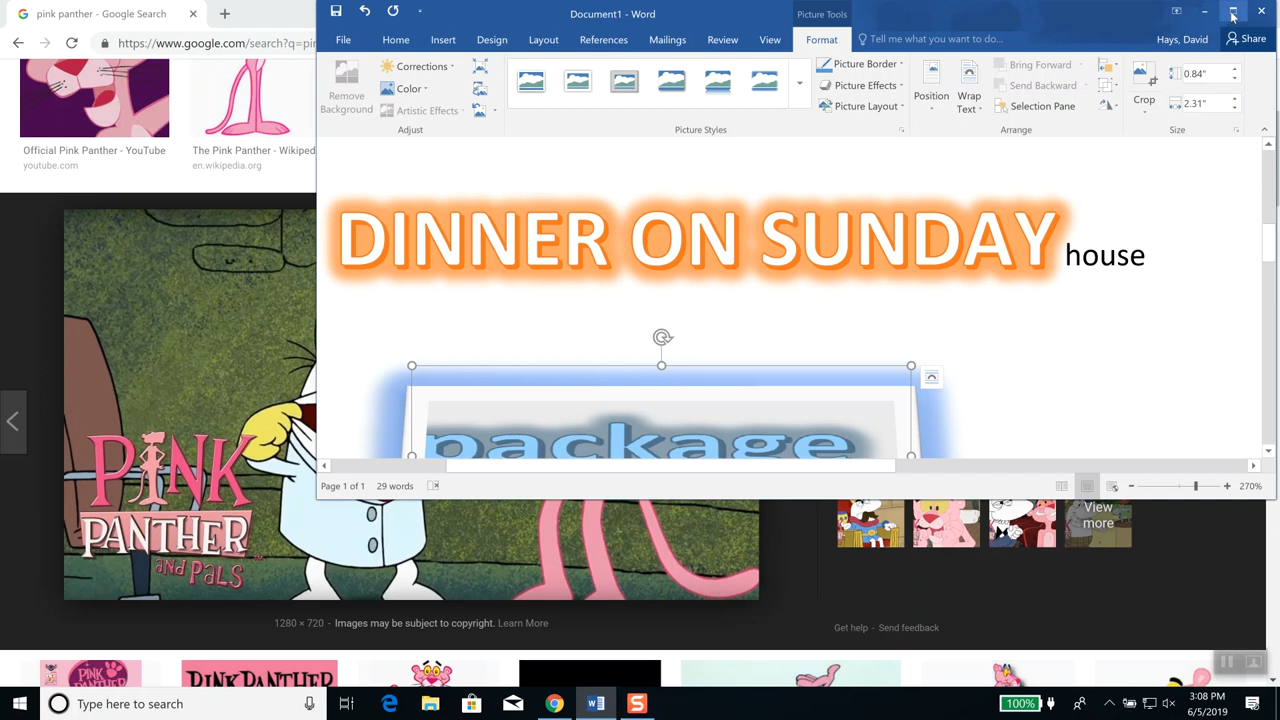 pink panther - Google Search
https://www.google.com/search?q=pi
Official Pink Panther - YouTube
youtube.com
The Pink Panther - Wikiped
en.wikipedia.org
Document1 - Word
Picture Tools
File
Home
Insert
Design
Layout
References
Mailings
Review
View
Format
Tell me what you want to do...
Hays, David
Share
Remove
Background
Corrections
Color
Artistic Effects
Adjust
Picture Styles
Picture Border
Picture Effects
Picture Layout
Position
Wrap
Text
Bring Forward
Send Backward
Selection Pane
Arrange
Crop
0.84"
2.31"
Size
DINNER ON SUNDAY house
package
Page 1 of 1
29 words
270%
PINK
PANTHER
and PALS
View
more
1280 × 720 - Images may be subject to copyright. Learn More
Get help - Send feedback
PINK
PANTHER
PINKPANTHER
Type here to search
100%
3:08 PM
6/5/2019